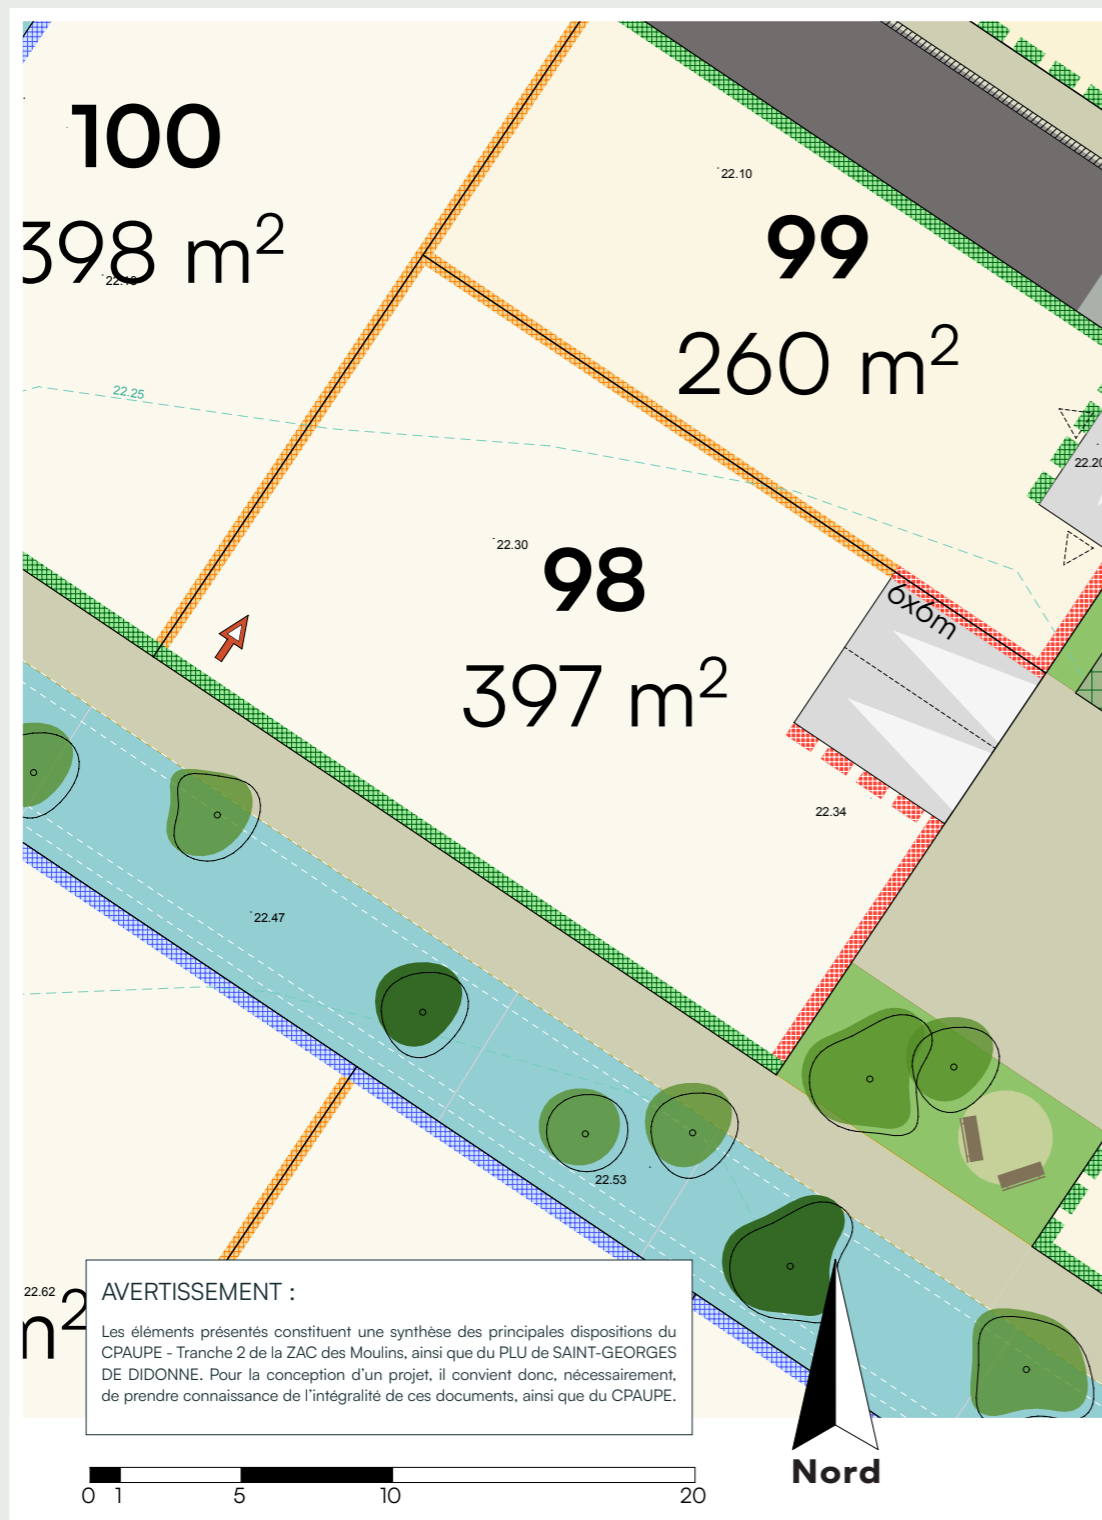 100
398 m²
22.10
99
260 m²
22.25
22.20
22.30
98
397 m²
6x6m
22.34
22.47
22.53
22.62
m²
AVERTISSEMENT :
Les éléments présentés constituent une synthèse des principales dispositions du
CPAUPE - Tranche 2 de la ZAC des Moulins, ainsi que du PLU de SAINT-GEORGES
DE DIDONNE. Pour la conception d'un projet, il convient donc, nécessairement,
de prendre connaissance de l'intégralité de ces documents, ainsi que du CPAUPE.
0 1 5 10 20
Nord